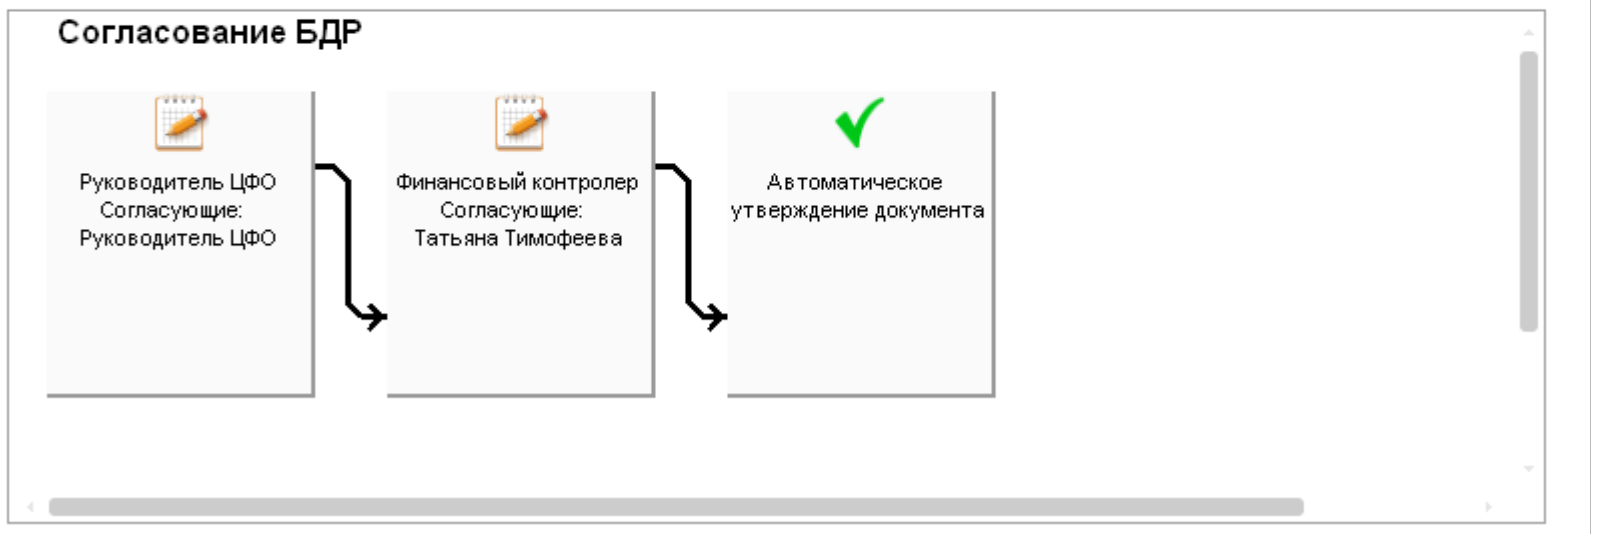 Согласование БДР
Руководитель ЦФО
Согласующие:
Руководитель ЦФО
Финансовый контролер
Согласующие:
Татьяна Тимофеева
Автоматическое
утверждение документа